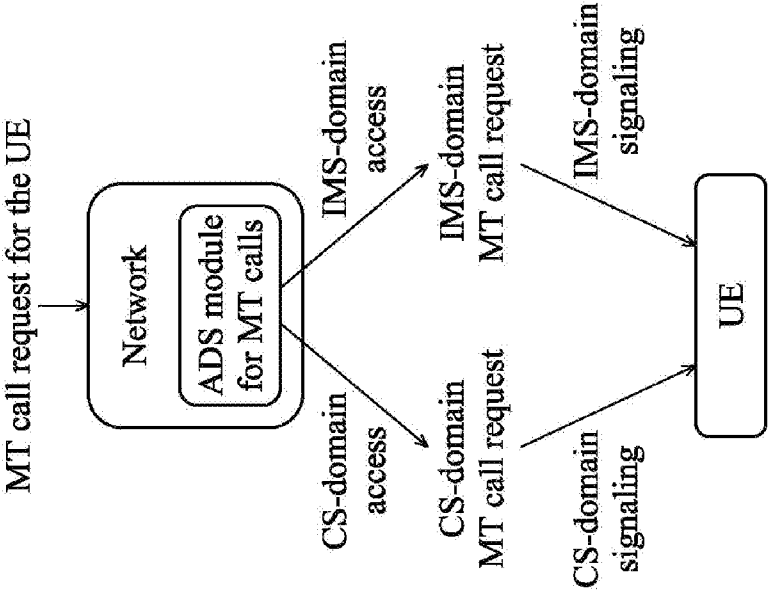 MT call request for the UE
Network
ADS module
for MT calls
CS-domain
access
IMS-domain
access
CS-domain
MT call request
IMS-domain
MT call request
CS-domain
signaling
IMS-domain
signaling
UE